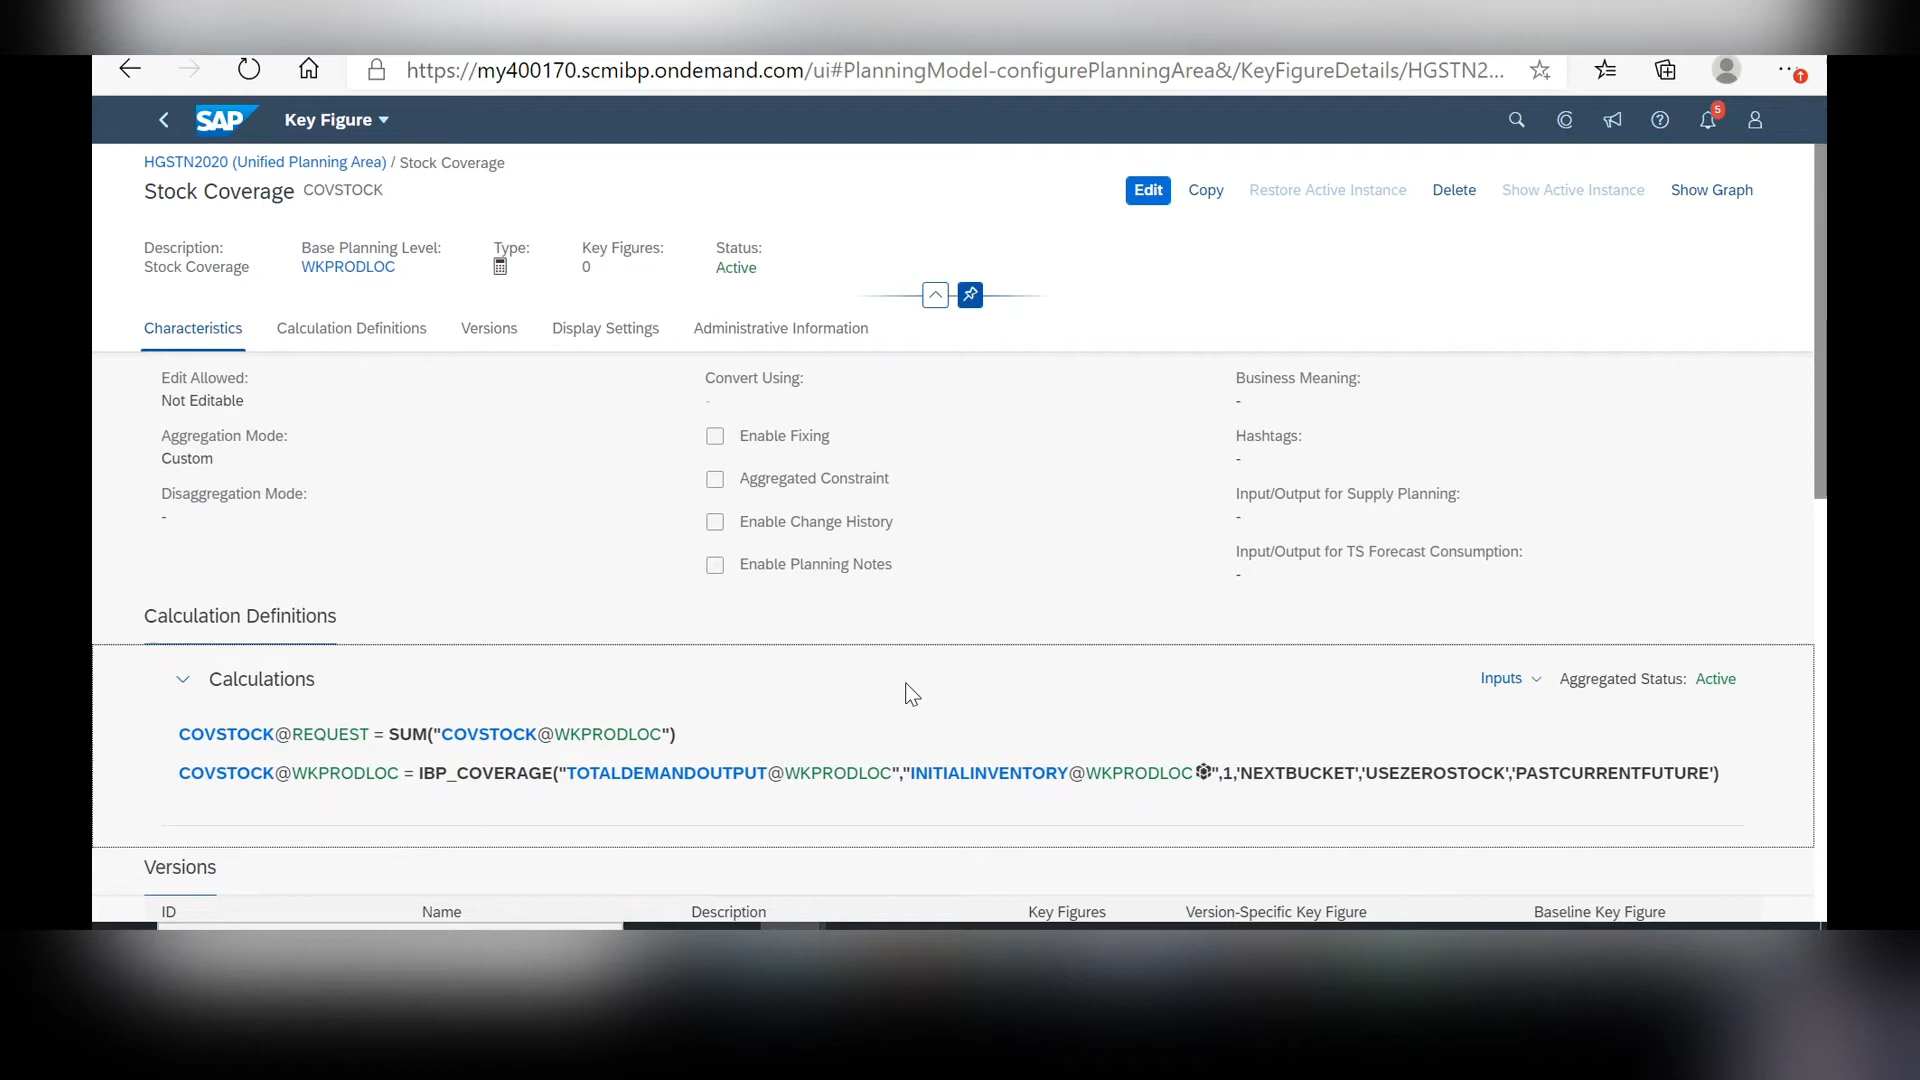 https://my400170.scmibp.ondemand.com/ui#PlanningModel-configurePlanningArea&/KeyFigureDetails/HGSTN2...
SAP Key Figure 5
HGSTN2020 (Unified Planning Area) / Stock Coverage
Stock Coverage COVSTOCK Edit Copy Restore Active Instance Delete Show Active Instance Show Graph
Description: Base Planning Level: Type: Key Figures: Status:
Stock Coverage WKPRODLOC 0 Active
Characteristics Calculation Definitions Versions Display Settings Administrative Information
Edit Allowed: Convert Using: Business Meaning:
Not Editable - -
Aggregation Mode: Enable Fixing Hashtags:
Custom -
Aggregated Constraint
Disaggregation Mode: Input/Output for Supply Planning:
- -
Enable Change History
Input/Output for TS Forecast Consumption:
Enable Planning Notes
-
Calculation Definitions
Calculations Inputs Aggregated Status: Active
COVSTOCK@REQUEST = SUM("COVSTOCK@WKPRODLOC")
COVSTOCK@WKPRODLOC = IBP_COVERAGE("TOTALDEMANDOUTPUT@WKPRODLOC","INITIALINVENTORY@WKPRODLOC",1,'NEXTBUCKET','USEZEROSTOCK','PASTCURRENTFUTURE')
Versions
ID Name Description Key Figures Version-Specific Key Figure Baseline Key Figure